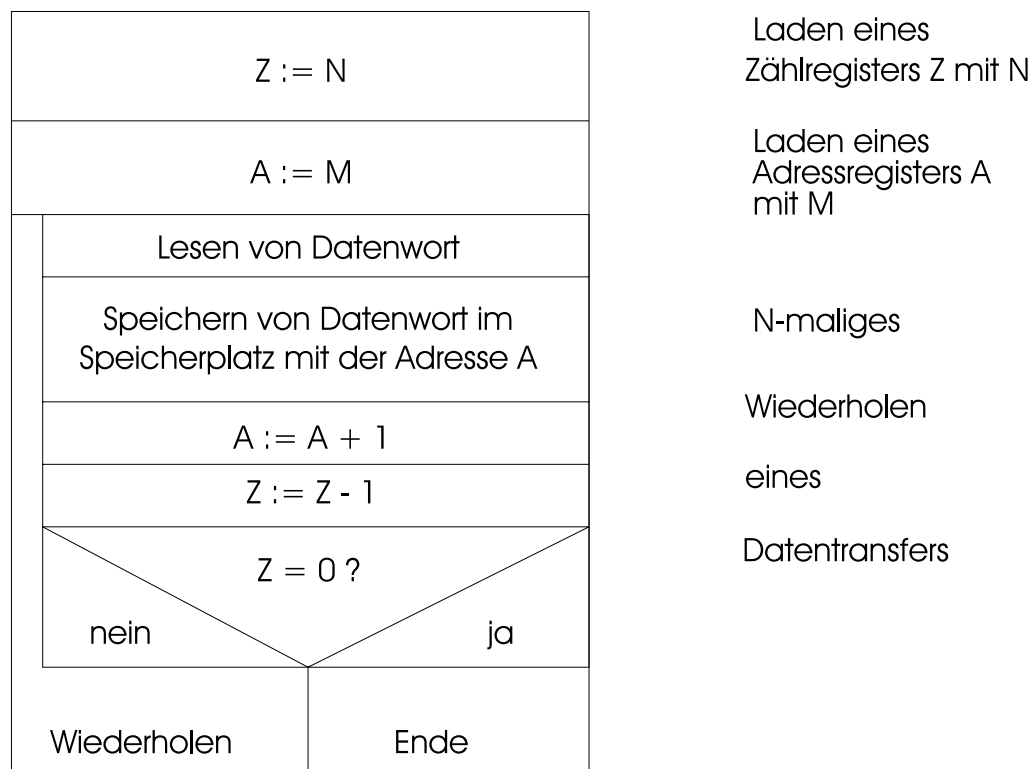 Z := N
Laden eines
Zählregisters Z mit N
A := M
Laden eines
Adressregisters A
mit M
Lesen von Datenwort
Speichern von Datenwort im
Speicherplatz mit der Adresse A
N-maliges
Wiederholen
A := A + 1
Z := Z - 1
eines
Z = 0 ?
Datentransfers
nein
ja
Wiederholen
Ende